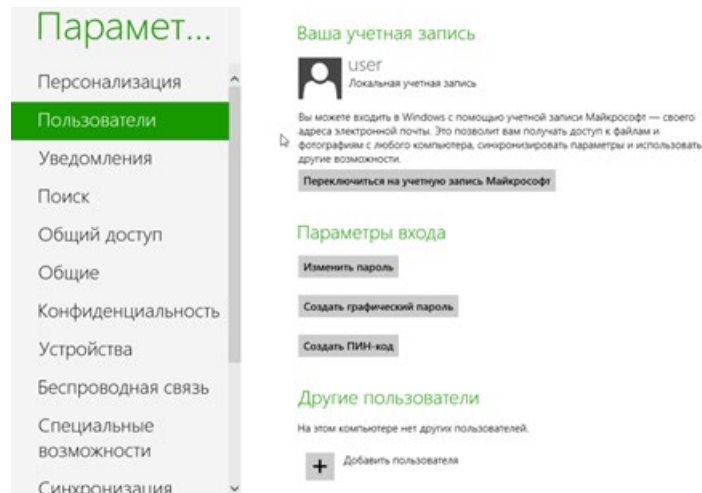 Парамет...
Персонализация
Пользователи
Уведомления
Поиск
Общий доступ
Общие
Конфиденциальность
Устройства
Беспроводная связь
Специальные
возможности
Синхронизация
Ваша учетная запись
user
Локальная учетная запись
Вы можете входить в Windows с помощью учетной записи Майкрософт — своего
адреса электронной почты. Это позволит вам получать доступ к файлам и
фотографиям с любого компьютера, синхронизировать параметры и использовать
другие возможности.
Переключиться на учетную запись Майкрософт
Параметры входа
Изменить пароль
Создать графический пароль
Создать ПИН-код
Другие пользователи
На этом компьютере нет других пользователей.
Добавить пользователя